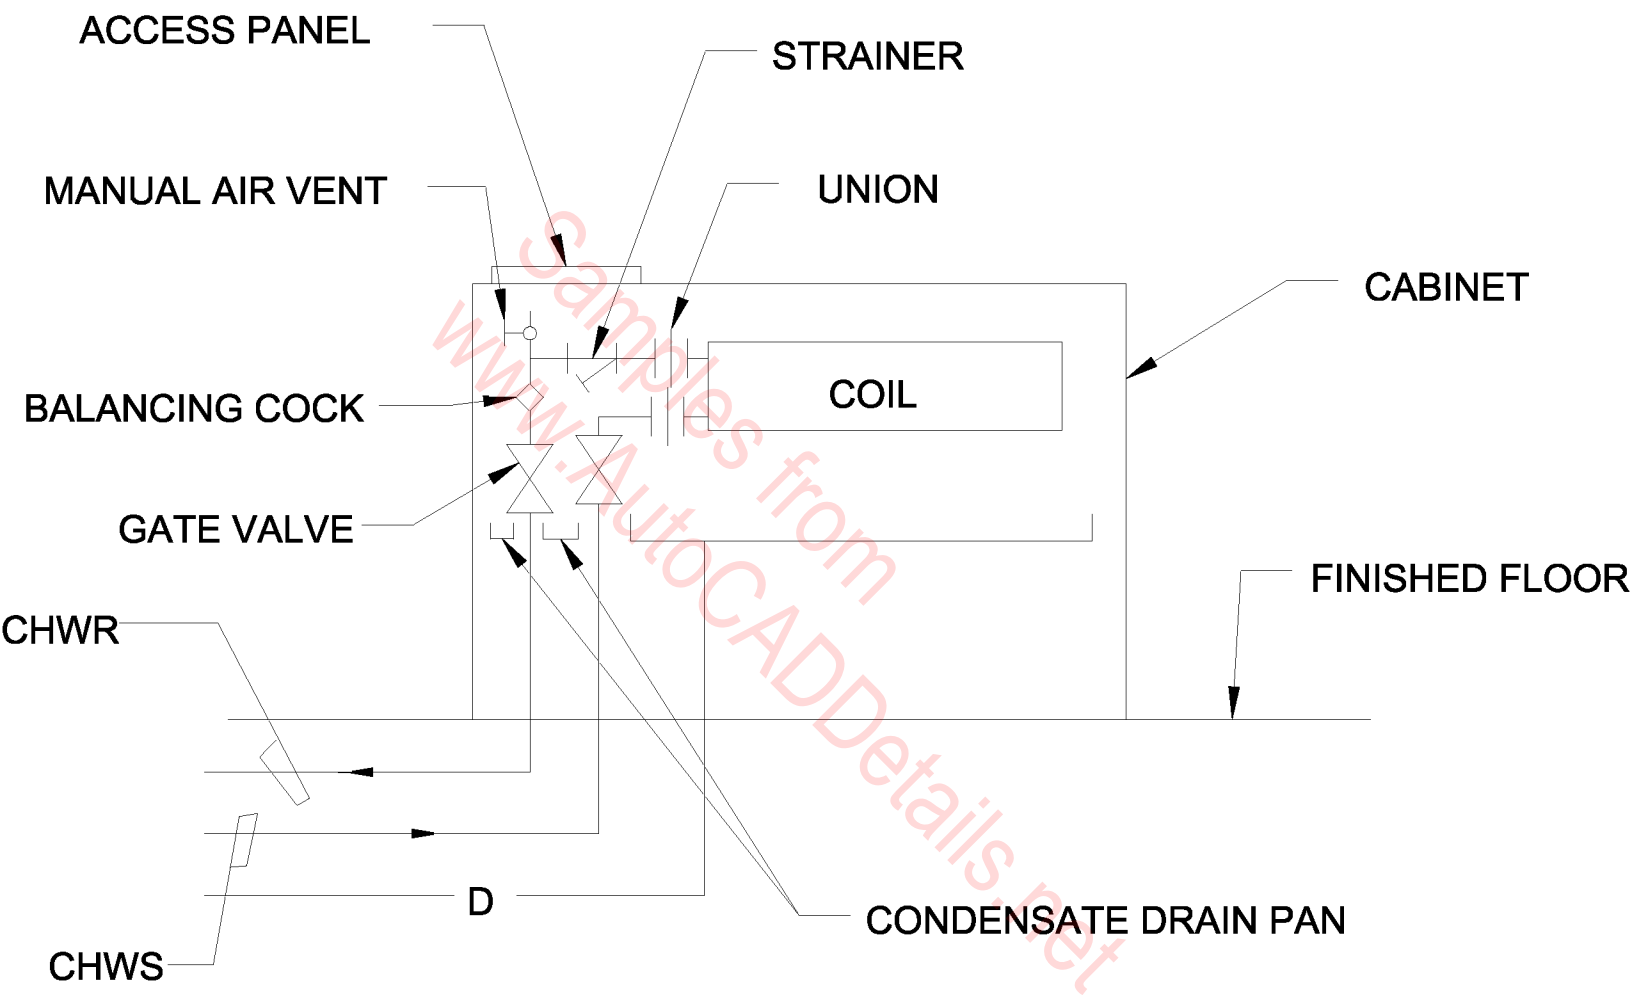 ACCESS PANEL
STRAINER
MANUAL AIR VENT
UNION
CABINET
COIL
BALANCING COCK
GATE VALVE
FINISHED FLOOR
CHWR
D
CONDENSATE DRAIN PAN
CHWS
Samples from
www.AutoCADDetails.net